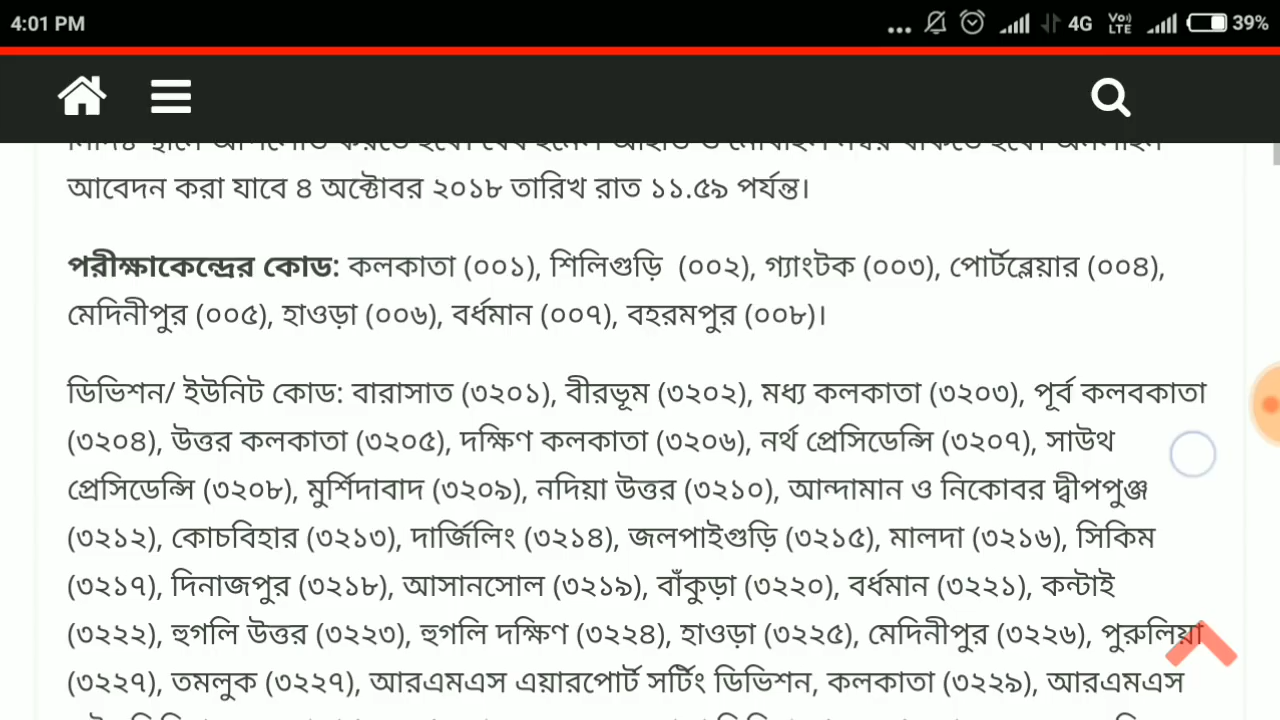 4:01 PM
... 4G Vo) LTE 39%
আবেদন করা যাবে ৪ অক্টোবর ২০১৮ তারিখ রাত ১১.৫৯ পর্যন্ত।
পরীক্ষাকেন্দ্রের কোড: কলকাতা (০০১), শিলিগুড়ি (০০২), গ্যাংটক (০০৩), পোর্টব্লেয়ার (০০৪),
মেদিনীপুর (০০৫), হাওড়া (০০৬), বর্ধমান (০০৭), বহরমপুর (০০৮)।
ডিভিশন/ ইউনিট কোড: বারাসাত (৩২০১), বীরভূম (৩২০২), মধ্য কলকাতা (৩২০৩), পূর্ব কলবকাতা
(৩২০৪), উত্তর কলকাতা (৩২০৫), দক্ষিণ কলকাতা (৩২০৬), নর্থ প্রেসিডেন্সি (৩২০৭), সাউথ
প্রেসিডেন্সি (৩২০৮), মুর্শিদাবাদ (৩২০৯), নদিয়া উত্তর (৩২১০), আন্দামান ও নিকোবর দ্বীপপুঞ্জ
(৩২১২), কোচবিহার (৩২১৩), দার্জিলিং (৩২১৪), জলপাইগুড়ি (৩২১৫), মালদা (৩২১৬), সিকিম
(৩২১৭), দিনাজপুর (৩২১৮), আসানসোল (৩২১৯), বাঁকুড়া (৩২২০), বর্ধমান (৩২২১), কন্টাই
(৩২২২), হুগলি উত্তর (৩২২৩), হুগলি দক্ষিণ (৩২২৪), হাওড়া (৩২২৫), মেদিনীপুর (৩২২৬), পুরুলিয়া
(৩২২৭), তমলুক (৩২২৭), আরএমএস এয়ারপোর্ট সর্টিং ডিভিশন, কলকাতা (৩২২৯), আরএমএস